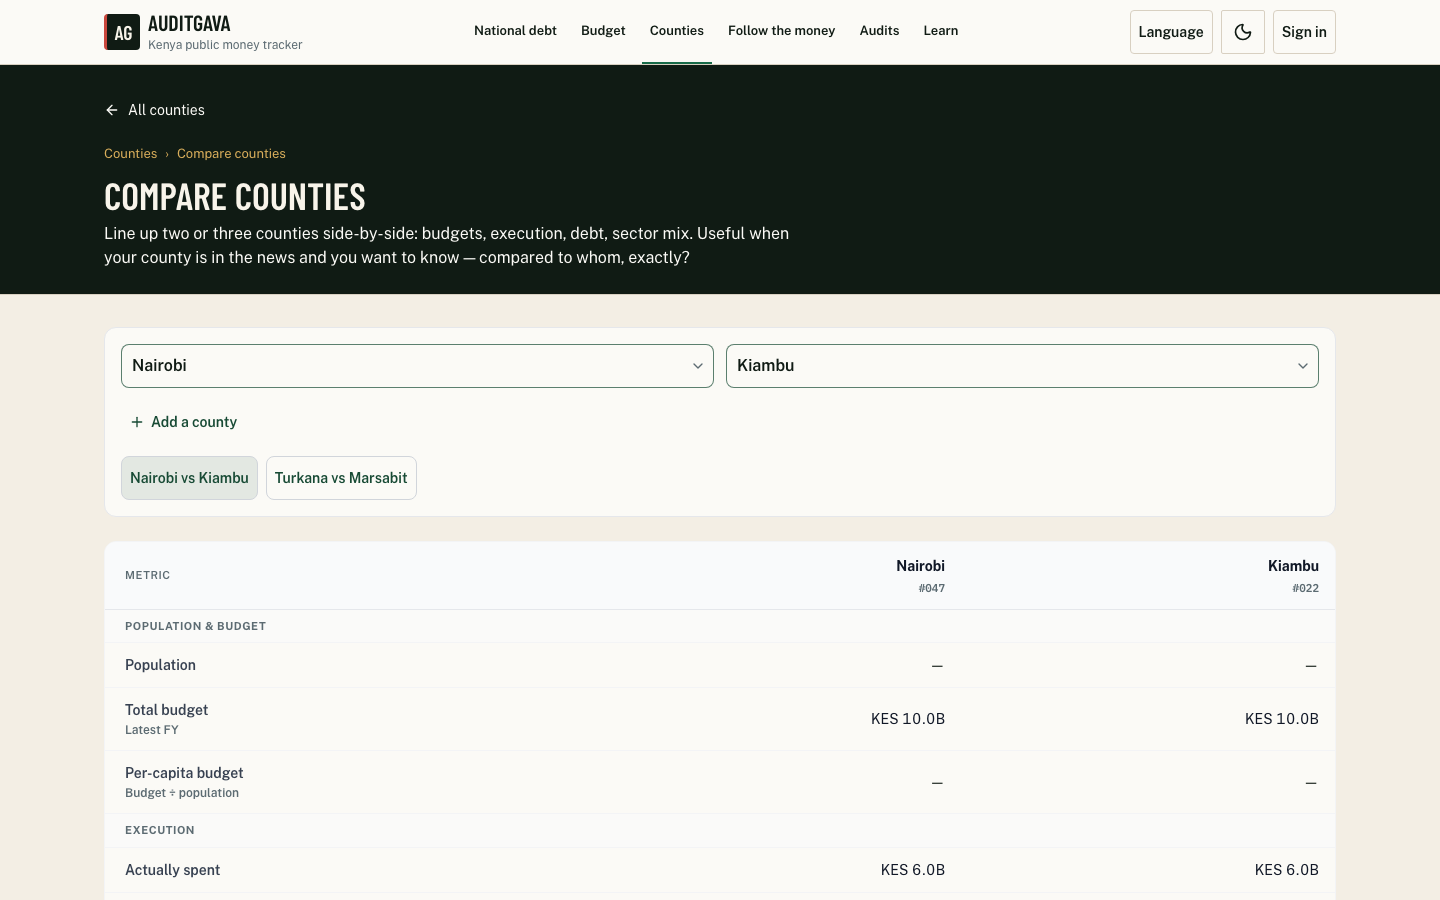 AG
AUDITGAVA
Kenya public money tracker
National debt
Budget
Counties
Follow the money
Audits
Learn
Language
Sign in
← All counties
Counties › Compare counties
COMPARE COUNTIES
Line up two or three counties side-by-side: budgets, execution, debt, sector mix. Useful when
your county is in the news and you want to know — compared to whom, exactly?
Nairobi
Kiambu
+ Add a county
Nairobi vs Kiambu
Turkana vs Marsabit
METRIC
Nairobi
#047
Kiambu
#022
POPULATION & BUDGET
Population
—
—
Total budget
Latest FY
KES 10.0B
KES 10.0B
Per-capita budget
Budget ÷ population
—
—
EXECUTION
Actually spent
KES 6.0B
KES 6.0B